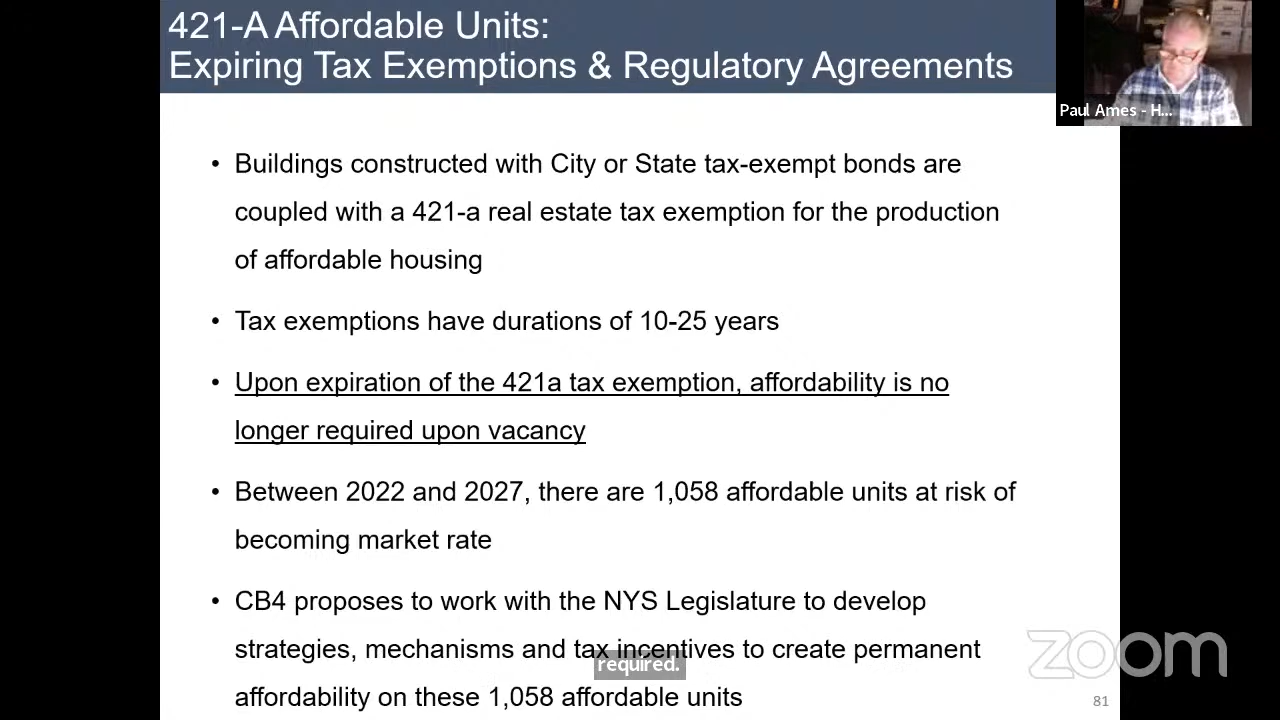 421-A Affordable Units:
Expiring Tax Exemptions & Regulatory Agreements
Paul Ames - H...
• Buildings constructed with City or State tax-exempt bonds are
coupled with a 421-a real estate tax exemption for the production
of affordable housing
• Tax exemptions have durations of 10-25 years
• Upon expiration of the 421a tax exemption, affordability is no
longer required upon vacancy
• Between 2022 and 2027, there are 1,058 affordable units at risk of
becoming market rate
• CB4 proposes to work with the NYS Legislature to develop
strategies, mechanisms and tax incentives to create permanent
required.
affordability on these 1,058 affordable units
zoom
81